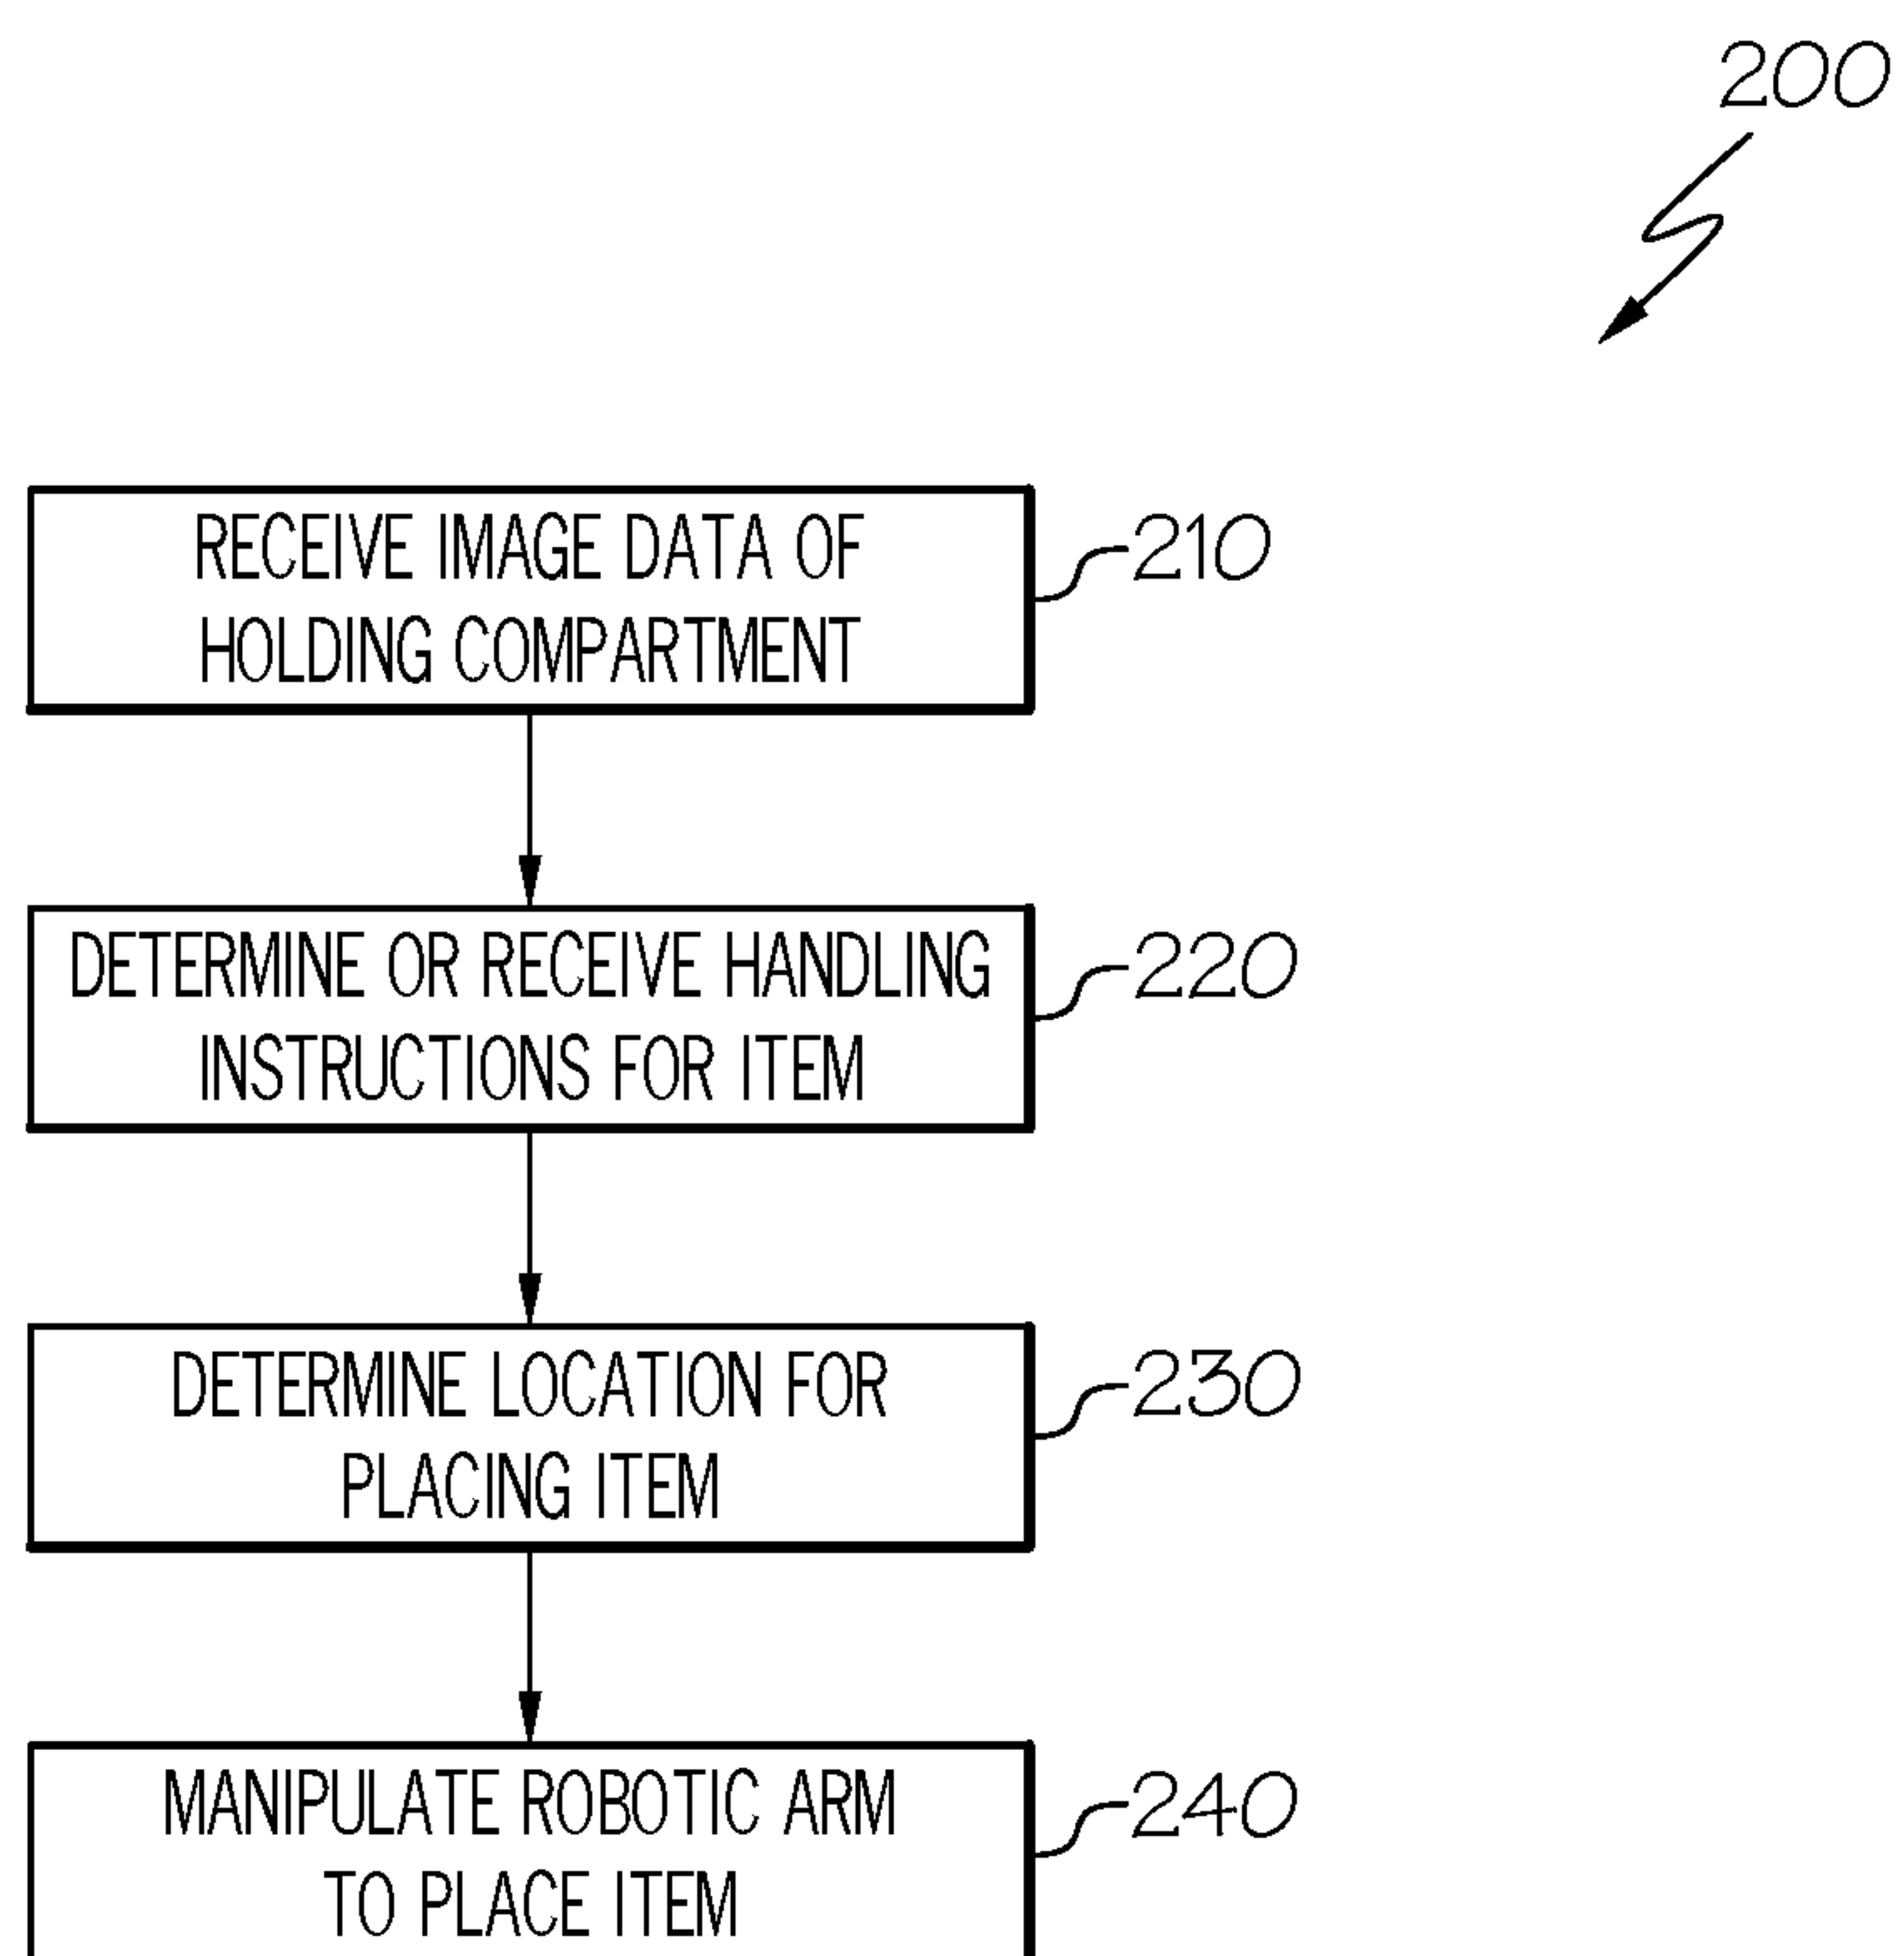 200
RECEIVE IMAGE DATA OF
HOLDING COMPARTMENT
210
DETERMINE OR RECEIVE HANDLING
INSTRUCTIONS FOR ITEM
220
DETERMINE LOCATION FOR
PLACING ITEM
230
MANIPULATE ROBOTIC ARM
TO PLACE ITEM
240